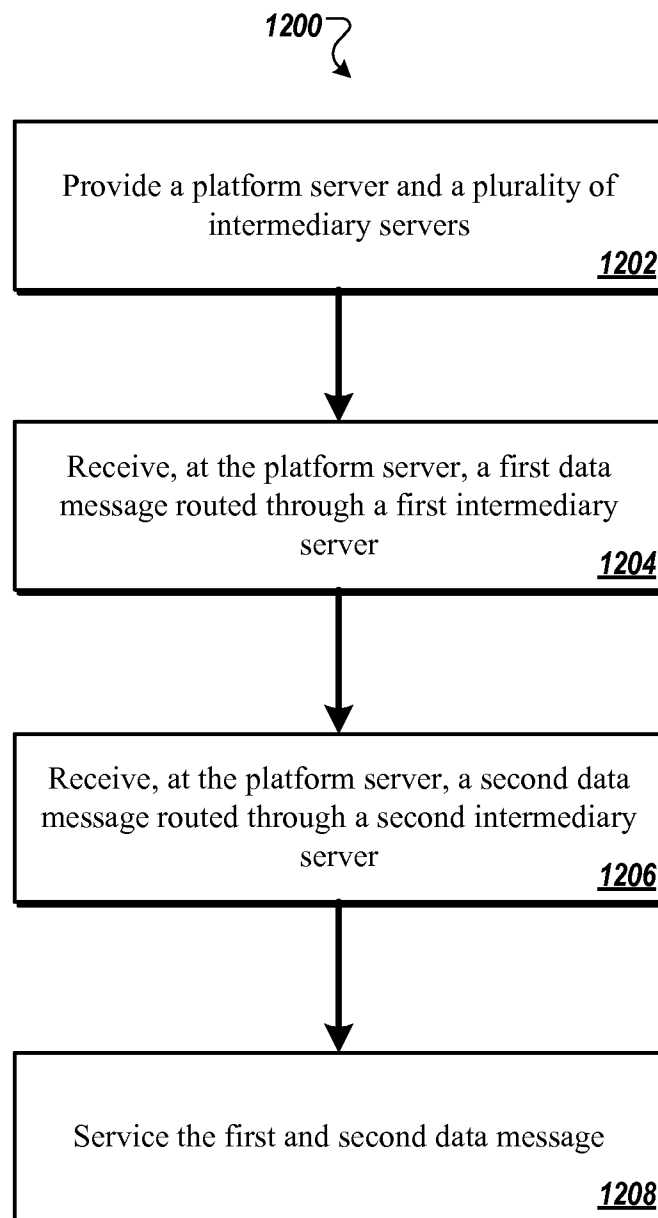 1200
Provide a platform server and a plurality of
intermediary servers
1202
Receive, at the platform server, a first data
message routed through a first intermediary
server
1204
Receive, at the platform server, a second data
message routed through a second intermediary
server
1206
Service the first and second data message
1208